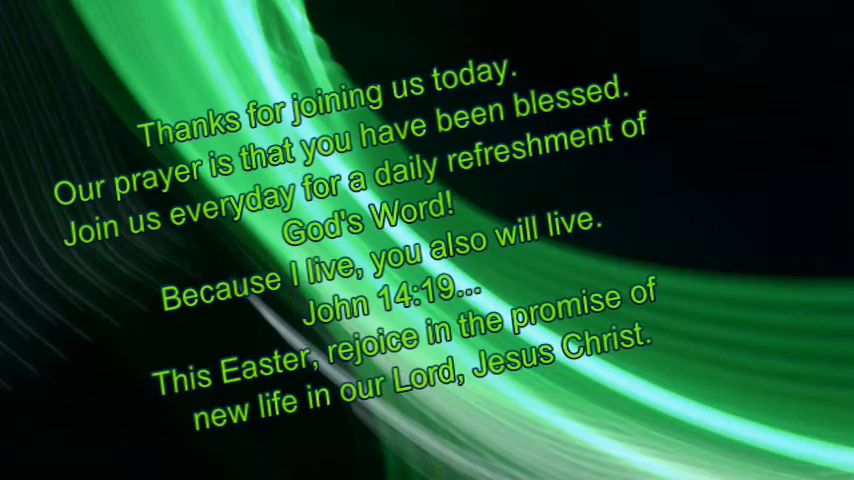 Thanks for joining us today.
Our prayer is that you have been blessed.
Join us everyday for a daily refreshment of
God's Word!
Because I live, you also will live.
John 14:19...
This Easter, rejoice in the promise of
new life in our Lord, Jesus Christ.